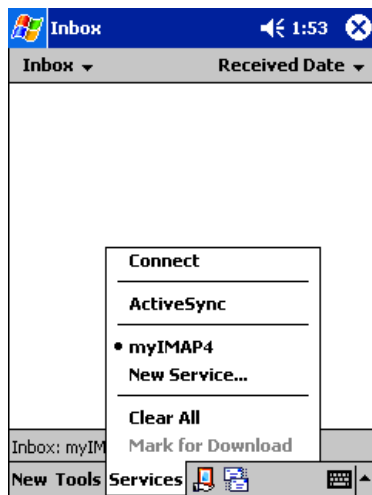 Inbox 1:53
Inbox Received Date
Connect
ActiveSync
• myIMAP4
New Service...
Clear All
Inbox: myIM Mark for Download
New Tools Services